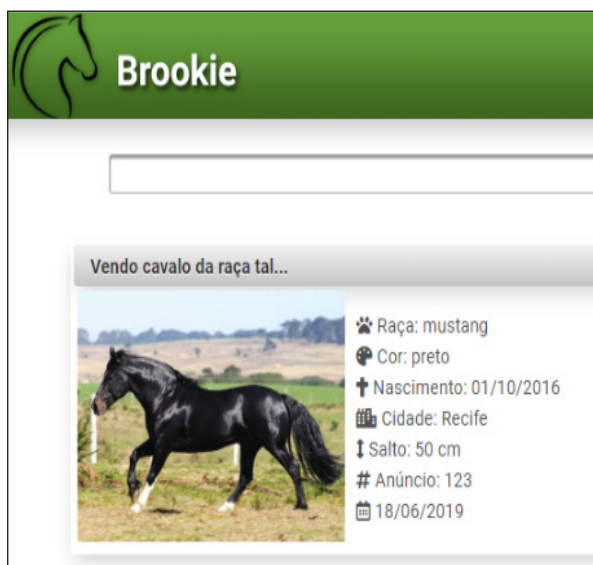 Brookie
Vendo cavalo da raça tal...
Raça: mustang
Cor: preto
Nascimento: 01/10/2016
Cidade: Recife
Salto: 50 cm
# Anúncio: 123
18/06/2019